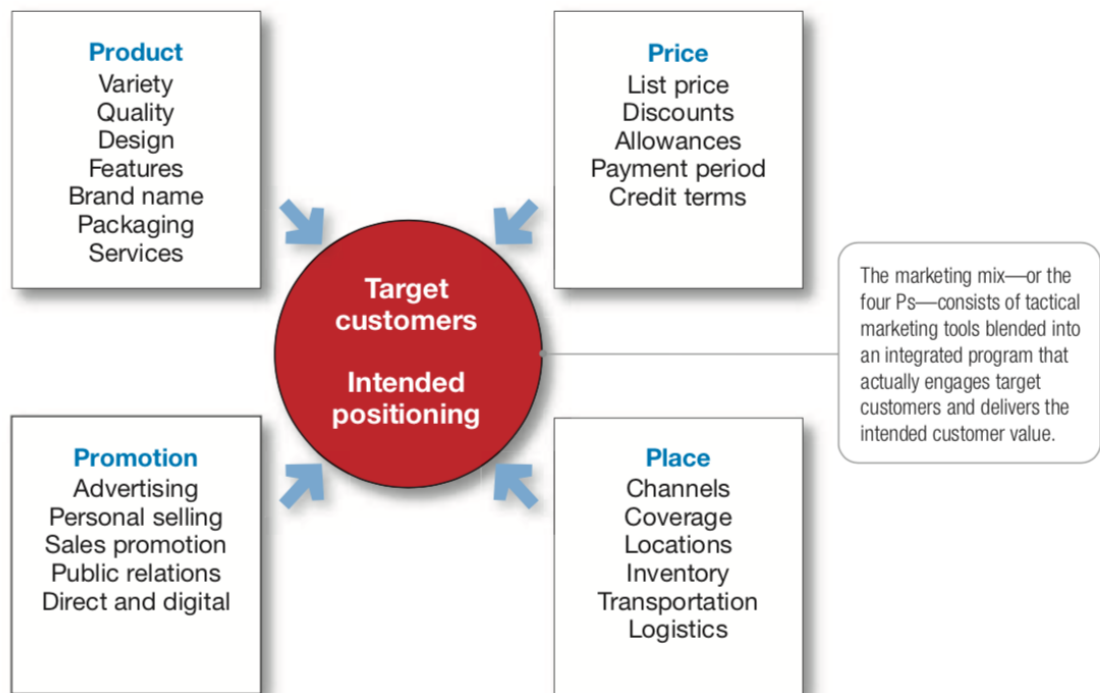 Product
Variety
Quality
Design
Features
Brand name
Packaging
Services
Price
List price
Discounts
Allowances
Payment period
Credit terms
Target
customers
Intended
positioning
The marketing mix—or the
four Ps—consists of tactical
marketing tools blended into
an integrated program that
actually engages target
customers and delivers the
intended customer value.
Promotion
Advertising
Personal selling
Sales promotion
Public relations
Direct and digital
Place
Channels
Coverage
Locations
Inventory
Transportation
Logistics